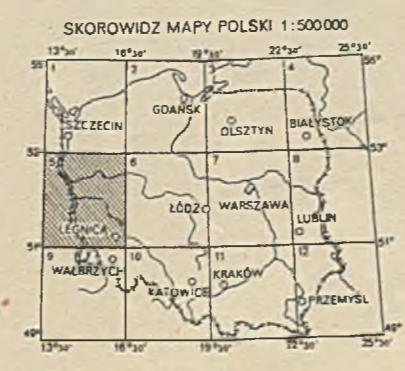 SKOROWIDZ MAPY POLSKI 1:500000
13°30' 16°30' 19°30' 22°30' 25°30'
55° 1 2 3 4 55°
GDAŃSK
SZCZECIN OLSZTYN BIAŁYSTOK
53° 53°
5 6 7 8
ŁÓDŹ WARSZAWA
LEGNICA LUBLIN
51° 51°
9 10 11 12
WAŁBRZYCH KATOWICE KRAKÓW
PRZEMYŚL
49° 49°
13°30' 16°30' 19°30' 22°30' 25°30'